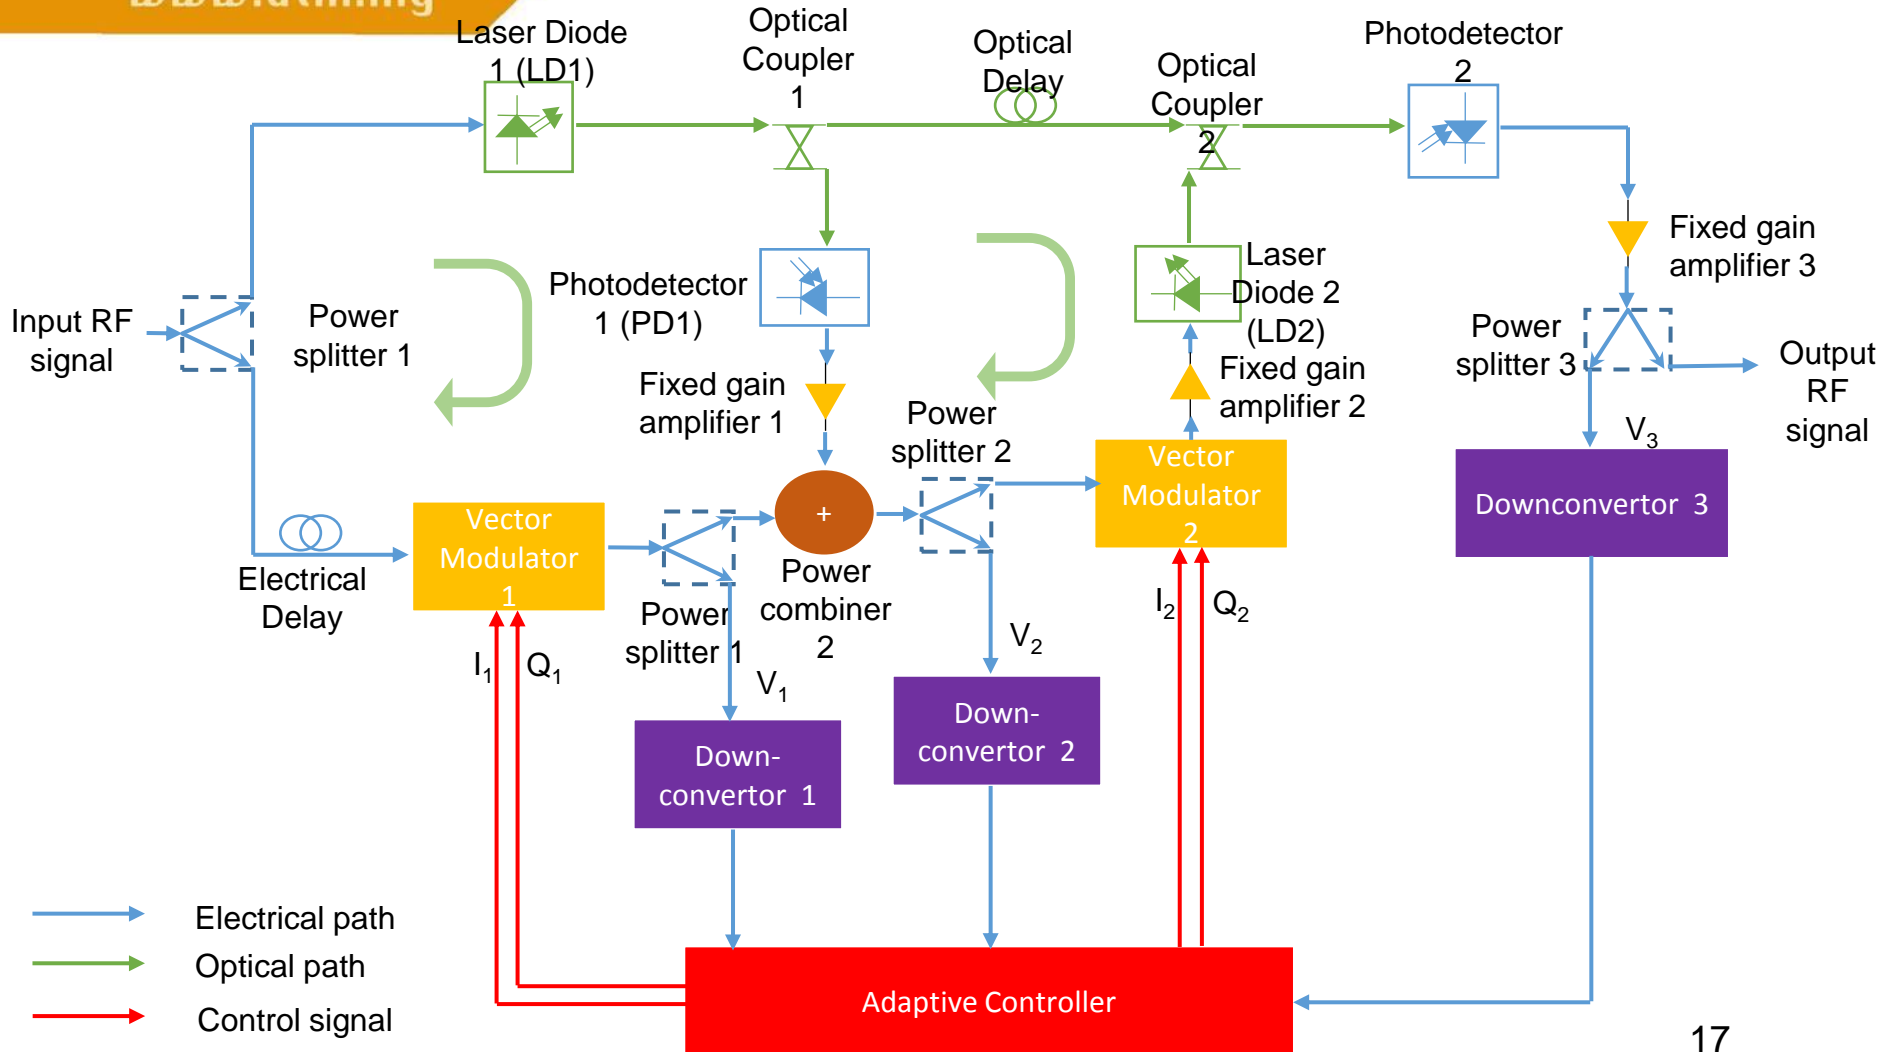 Laser Diode
1 (LD1)
Optical
Coupler
1
Optical
Delay
Optical
Coupler
2
Photodetector
2
Input RF
signal
Power
splitter 1
Photodetector
1 (PD1)
Laser
Diode 2
(LD2)
Fixed gain
amplifier 3
Power
splitter 3
Output
RF
signal
Fixed gain
amplifier 1
Power
splitter 2
Fixed gain
amplifier 2
V3
Vector
Modulator
1
+
Vector
Modulator
2
Downconvertor 3
Electrical
Delay
Power
splitter 1
Power
combiner
2
I1
Q1
V1
V2
I2
Q2
Down-
convertor 1
Down-
convertor 2
Electrical path
Optical path
Control signal
Adaptive Controller
17